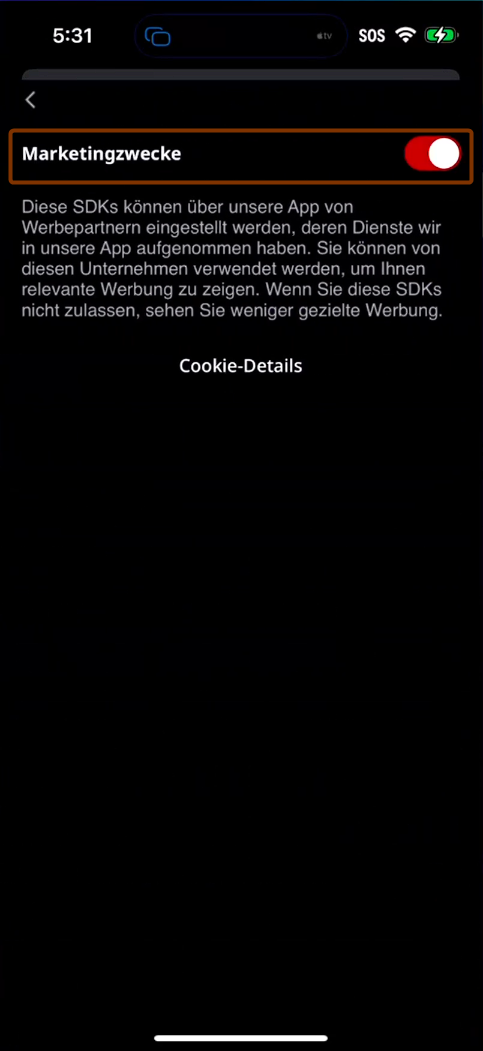 5:31
tv
SOS
Marketingzwecke
Diese SDKs können über unsere App von
Werbepartnern eingestellt werden, deren Dienste wir
in unsere App aufgenommen haben. Sie können von
diesen Unternehmen verwendet werden, um Ihnen
relevante Werbung zu zeigen. Wenn Sie diese SDKs
nicht zulassen, sehen Sie weniger gezielte Werbung.
Cookie-Details